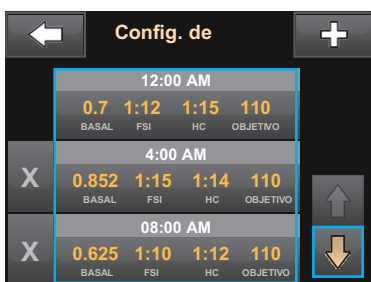 Config. de
12:00 AM
0.7 1:12 1:15 110
BASAL FSI HC OBJETIVO
4:00 AM
X 0.852 1:15 1:14 110
BASAL FSI HC OBJETIVO
08:00 AM
X 0.625 1:10 1:12 110
BASAL FSI HC OBJETIVO